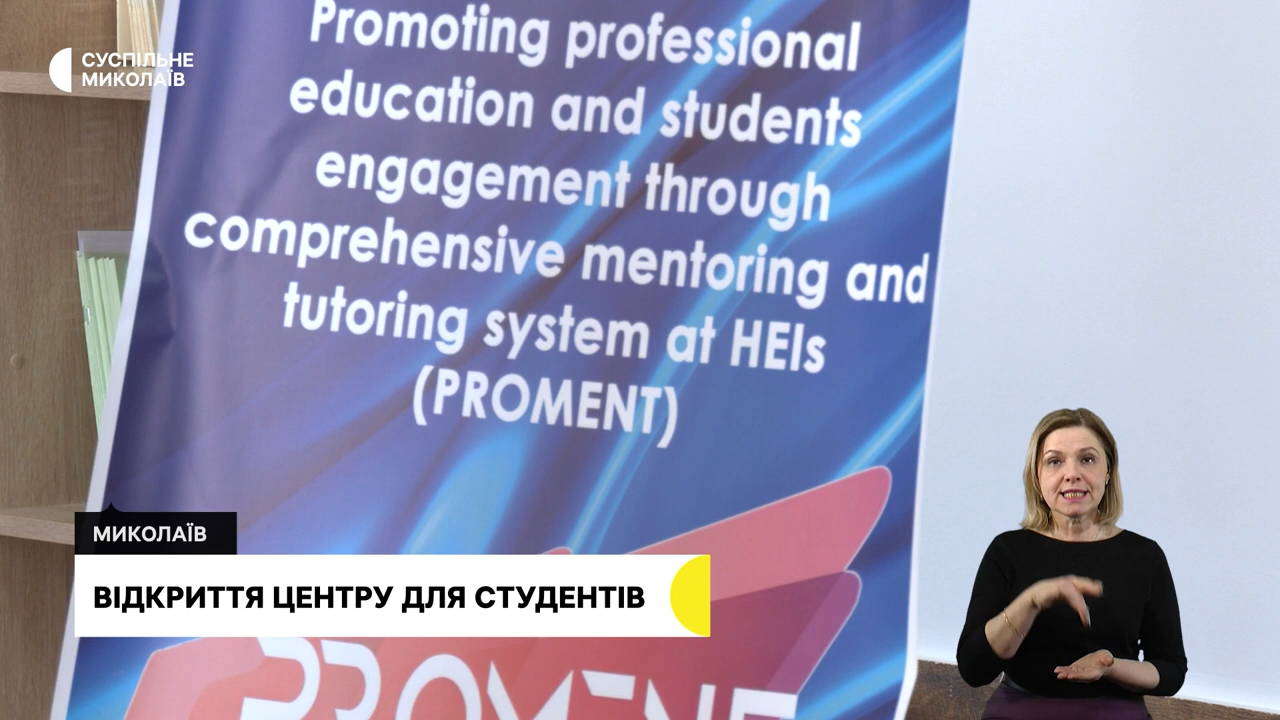 СУСПІЛЬНЕ
МИКОЛАЇВ
Promoting professional
education and students
engagement through
comprehensive mentoring and
tutoring system at HEIs
(PROMENT)
МИКОЛАЇВ
ВІДКРИТТЯ ЦЕНТРУ ДЛЯ СТУДЕНТІВ
PROMENT